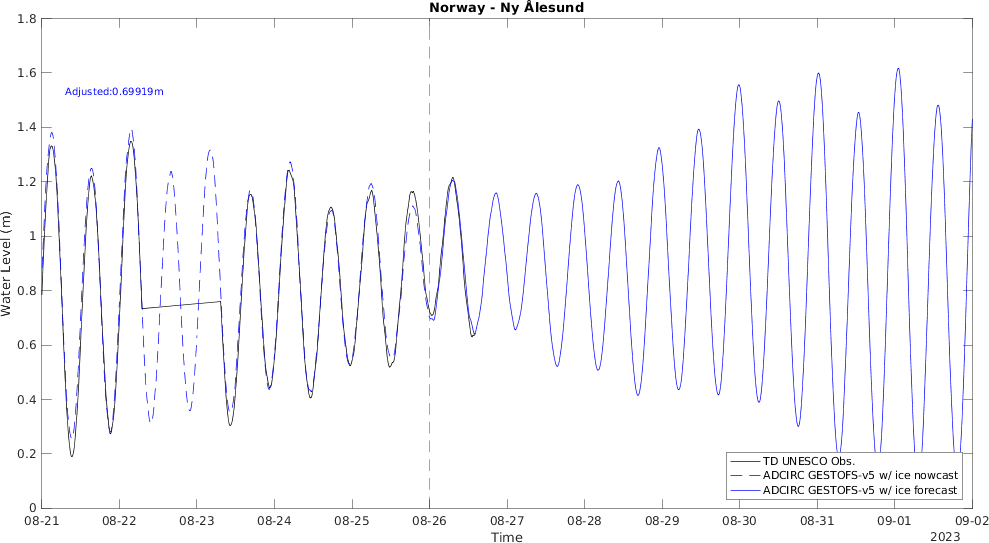 Norway - Ny Ålesund
1.8
1.6
1.4
1.2
1
0.8
0.6
0.4
0.2
0
Water Level (m)
Adjusted:0.69919m
TD UNESCO Obs.
ADCIRC GESTOFS-v5 w/ ice nowcast
ADCIRC GESTOFS-v5 w/ ice forecast
08-21 08-22 08-23 08-24 08-25 08-26 08-27 08-28 08-29 08-30 08-31 09-01 09-02
Time
2023